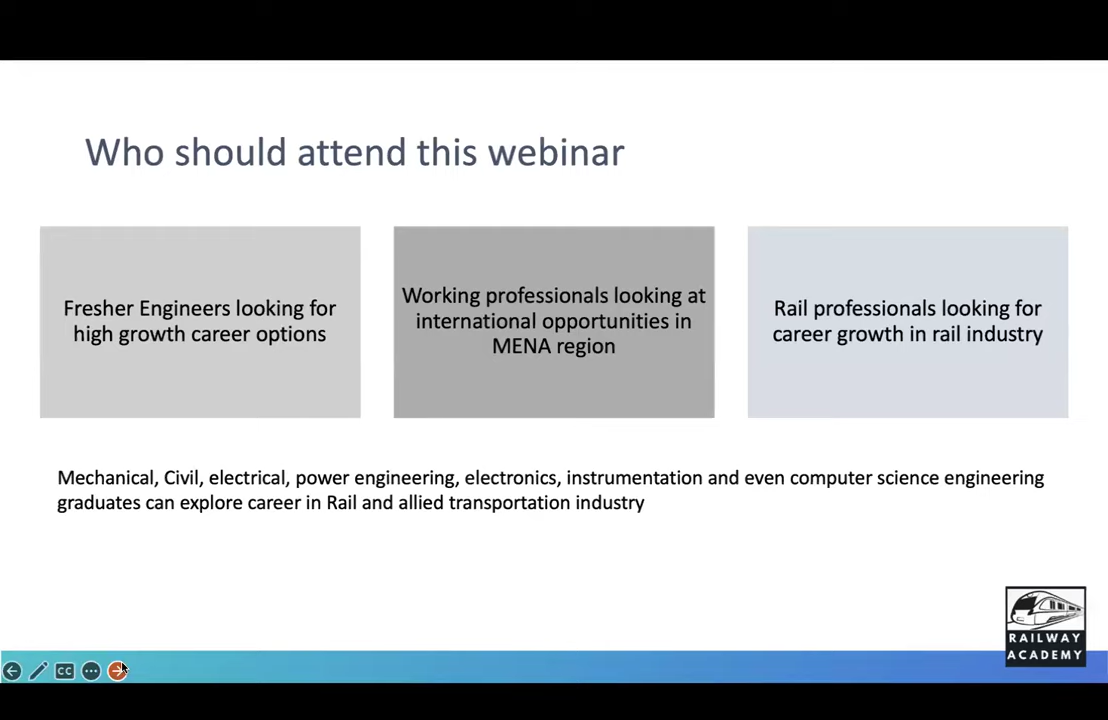 Who should attend this webinar
Fresher Engineers looking for
high growth career options
Working professionals looking at
international opportunities in
MENA region
Rail professionals looking for
career growth in rail industry
Mechanical, Civil, electrical, power engineering, electronics, instrumentation and even computer science engineering
graduates can explore career in Rail and allied transportation industry
RAILWAY
ACADEMY
CC